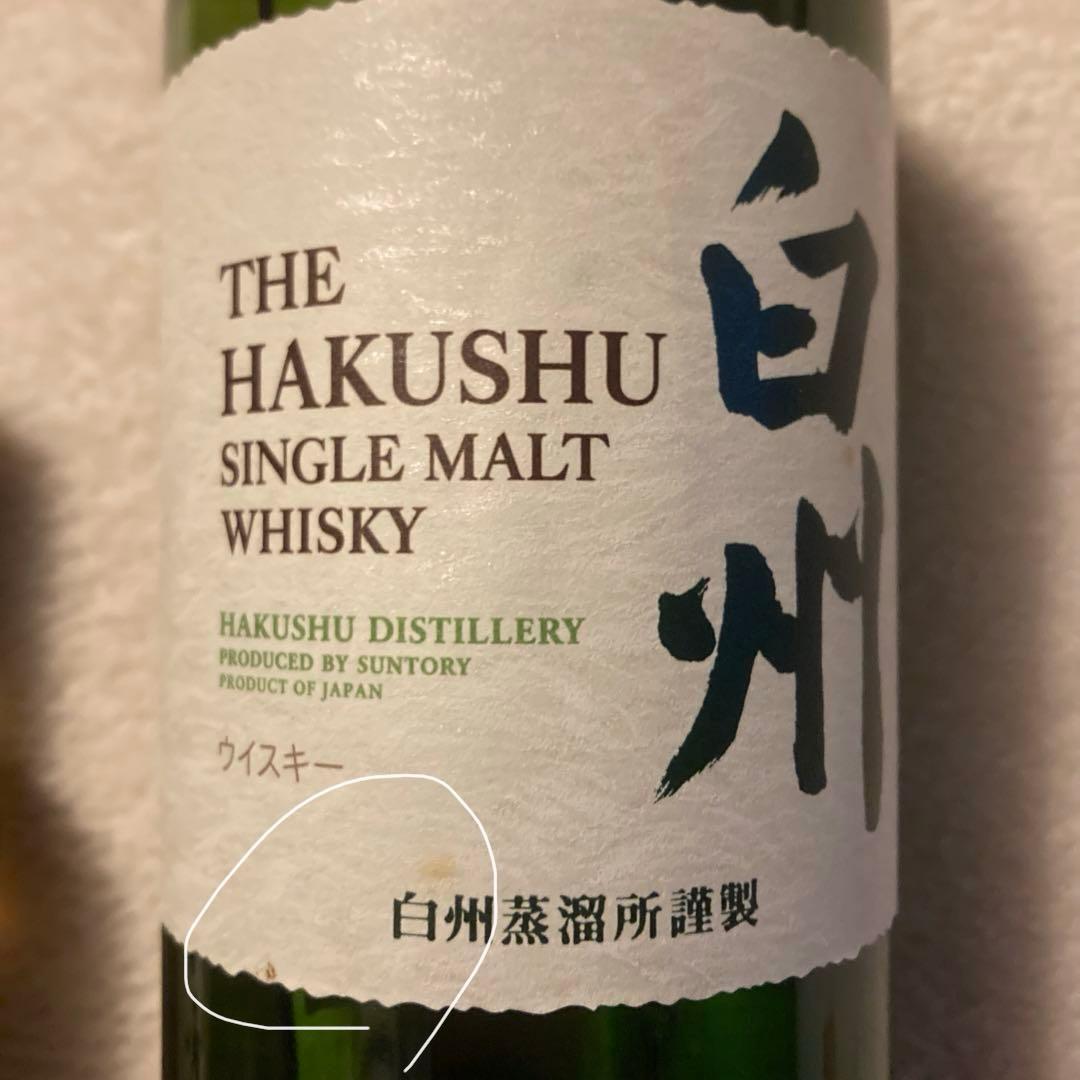 THE
HAKUSHU
SINGLE MALT
WHISKY
HAKUSHU DISTILLERY
PRODUCED BY SUNTORY
PRODUCT OF JAPAN
ウイスキー
白州
白州蒸溜所謹製